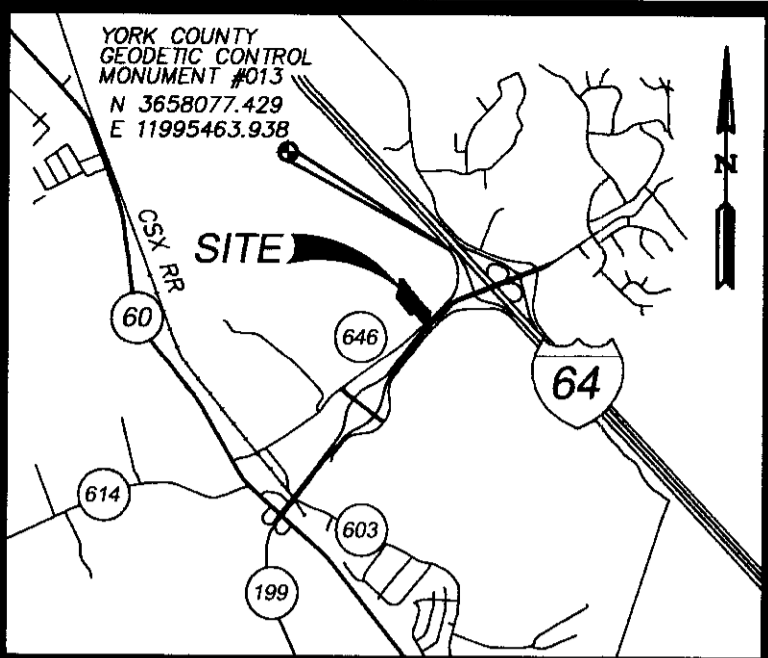 YORK COUNTY
GEODETIC CONTROL
MONUMENT #013
N 3658077.429
E 11995463.938
N
CSX RR
SITE
60
646
64
614
603
199